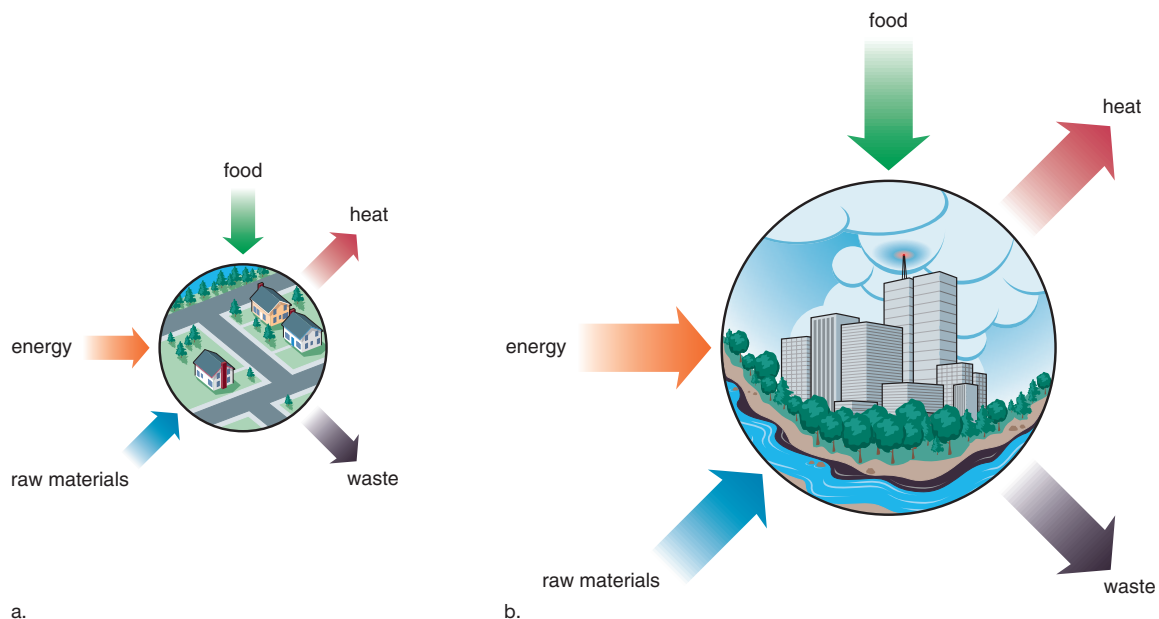 food
heat
energy
raw materials
waste
a.
food
heat
energy
raw materials
waste
b.